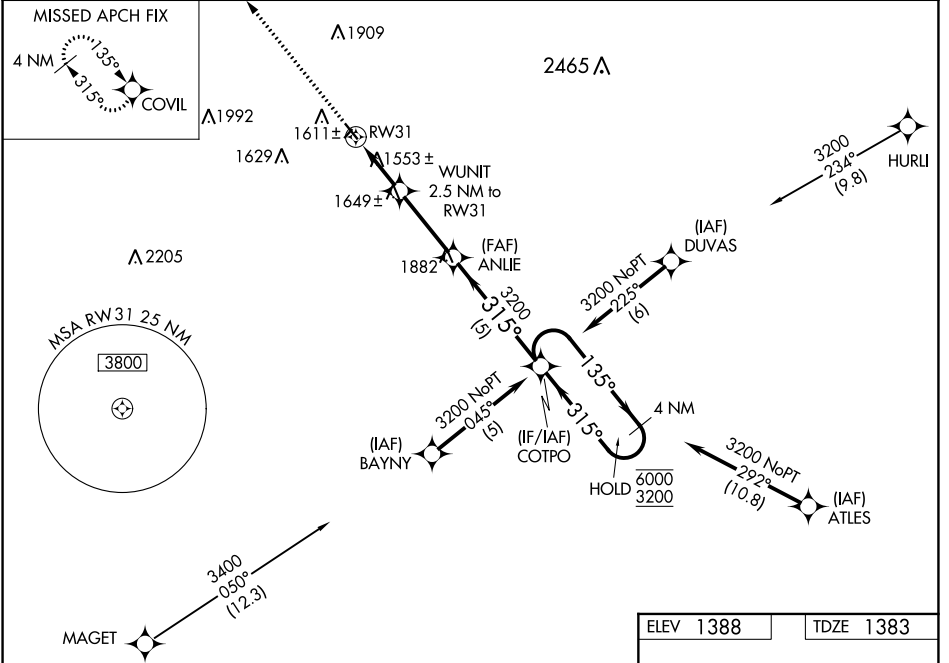 MISSED APCH FIX
4 NM
135°
315°
COVIL
1909
2465
1992
1611±
RW31
1629
1553 ±
WUNIT
2.5 NM to
RW31
1649±
3200
234°
(9.8)
HURLI
2205
1882
(FAF)
ANLIE
(IAF)
DUVAS
3200 NoPT
225°
(6)
3200
315°
(5)
MSA RW31 25 NM
3800
135°
315°
4 NM
3200 NoPT
045°
(5)
(IAF)
BAYNY
(IF/IAF)
COTPO
HOLD
6000
3200
3200 NoPT
292°
(10.8)
(IAF)
ATLES
3400
050°
(12.3)
MAGET
ELEV 1388
TDZE 1383